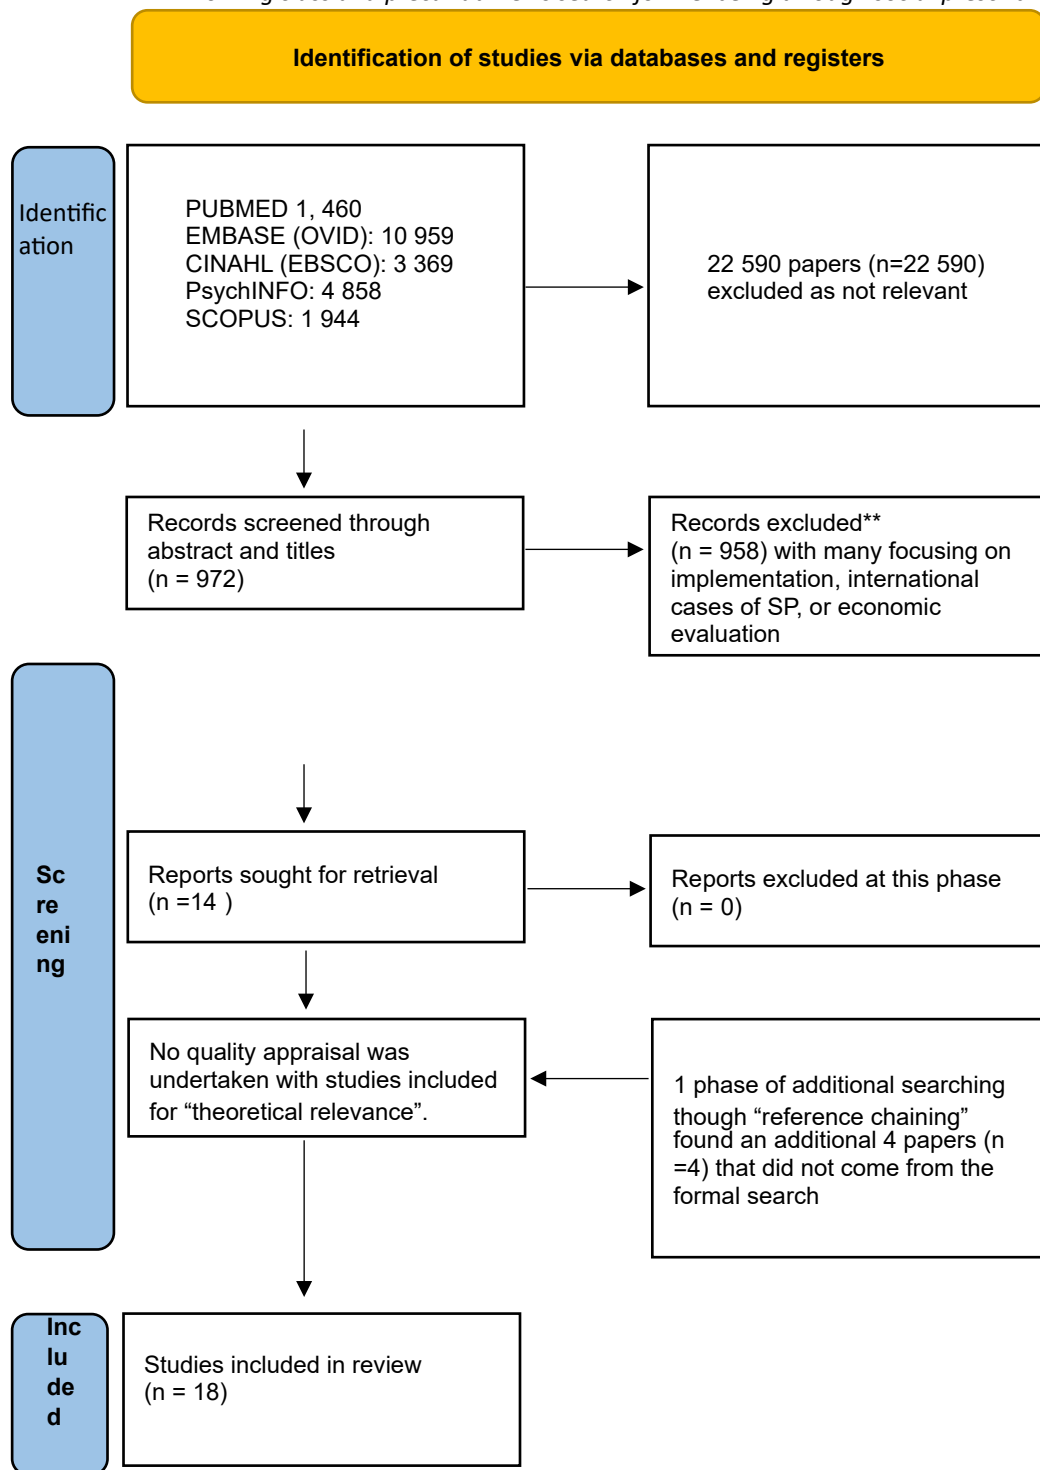 Identification of studies via databases and registers
Identific
ation
PUBMED 1, 460
EMBASE (OVID): 10 959
CINAHL (EBSCO): 3 369
PsychINFO: 4 858
SCOPUS: 1 944
22 590 papers (n=22 590)
excluded as not relevant
Records screened through
abstract and titles
(n = 972)
Records excluded**
(n = 958) with many focusing on
implementation, international
cases of SP, or economic
evaluation
Sc
re
eni
ng
Reports sought for retrieval
(n =14 )
Reports excluded at this phase
(n = 0)
No quality appraisal was
undertaken with studies included
for “theoretical relevance”.
1 phase of additional searching
though “reference chaining”
found an additional 4 papers (n
=4) that did not come from the
formal search
Inc
lu
de
d
Studies included in review
(n = 18)